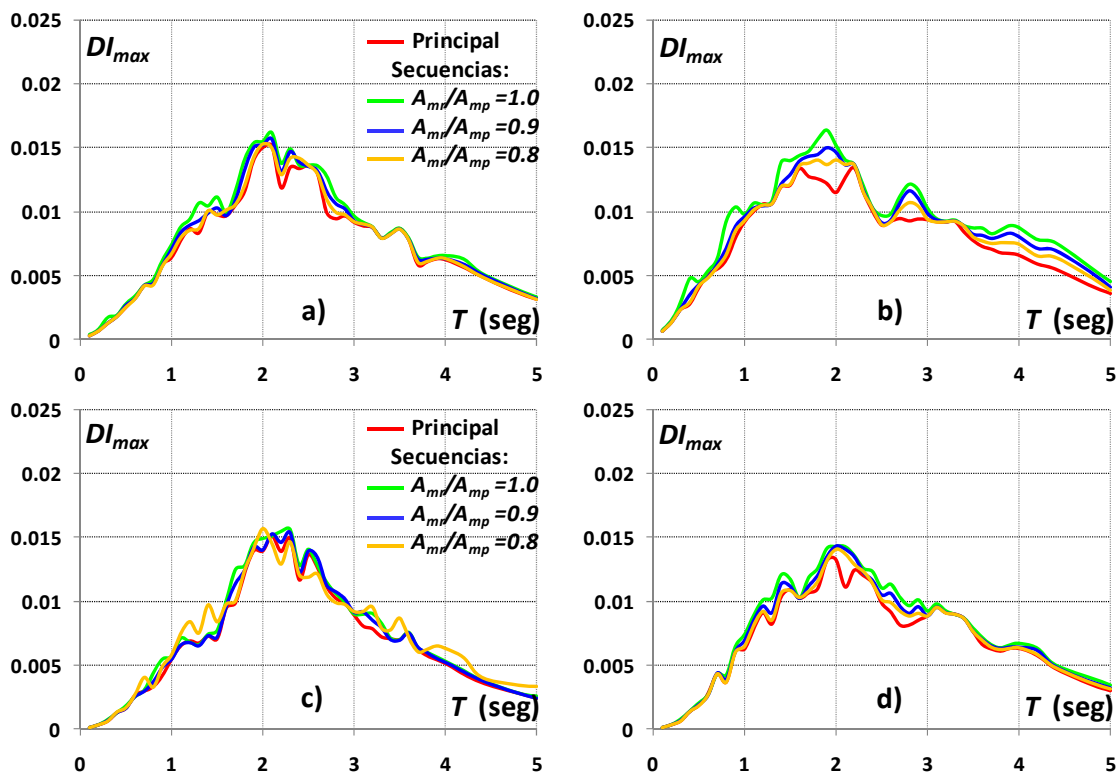 0.025
DI_max
0.02
0.015
0.01
0.005
0
Principal
Secuencias:
A_mr/A_mp =1.0
A_mr/A_mp =0.9
A_mr/A_mp =0.8
a)
T (seg)
0 1 2 3 4 5
0.025
DI_max
0.02
0.015
0.01
0.005
0
b)
T (seg)
0 1 2 3 4 5
0.025
DI_max
0.02
0.015
0.01
0.005
0
Principal
Secuencias:
A_mr/A_mp =1.0
A_mr/A_mp =0.9
A_mr/A_mp =0.8
c)
T (seg)
0 1 2 3 4 5
0.025
DI_max
0.02
0.015
0.01
0.005
0
d)
T (seg)
0 1 2 3 4 5